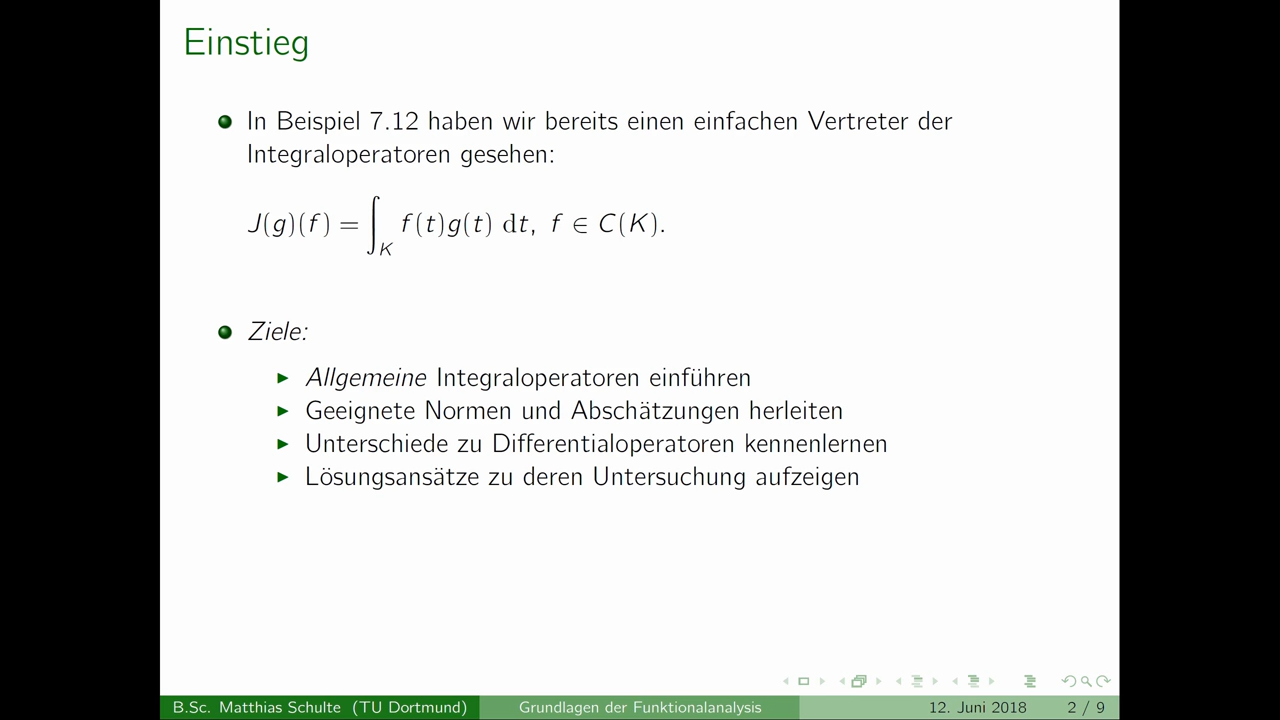 Einstieg
In Beispiel 7.12 haben wir bereits einen einfachen Vertreter der
Integraloperatoren gesehen:
J(g)(f) = ∫_K f(t)g(t) dt, f ∈ C(K).
Ziele:
Allgemeine Integraloperatoren einführen
Geeignete Normen und Abschätzungen herleiten
Unterschiede zu Differentialoperatoren kennenlernen
Lösungsansätze zu deren Untersuchung aufzeigen
B.Sc. Matthias Schulte (TU Dortmund) Grundlagen der Funktionalanalysis 12. Juni 2018 2 / 9